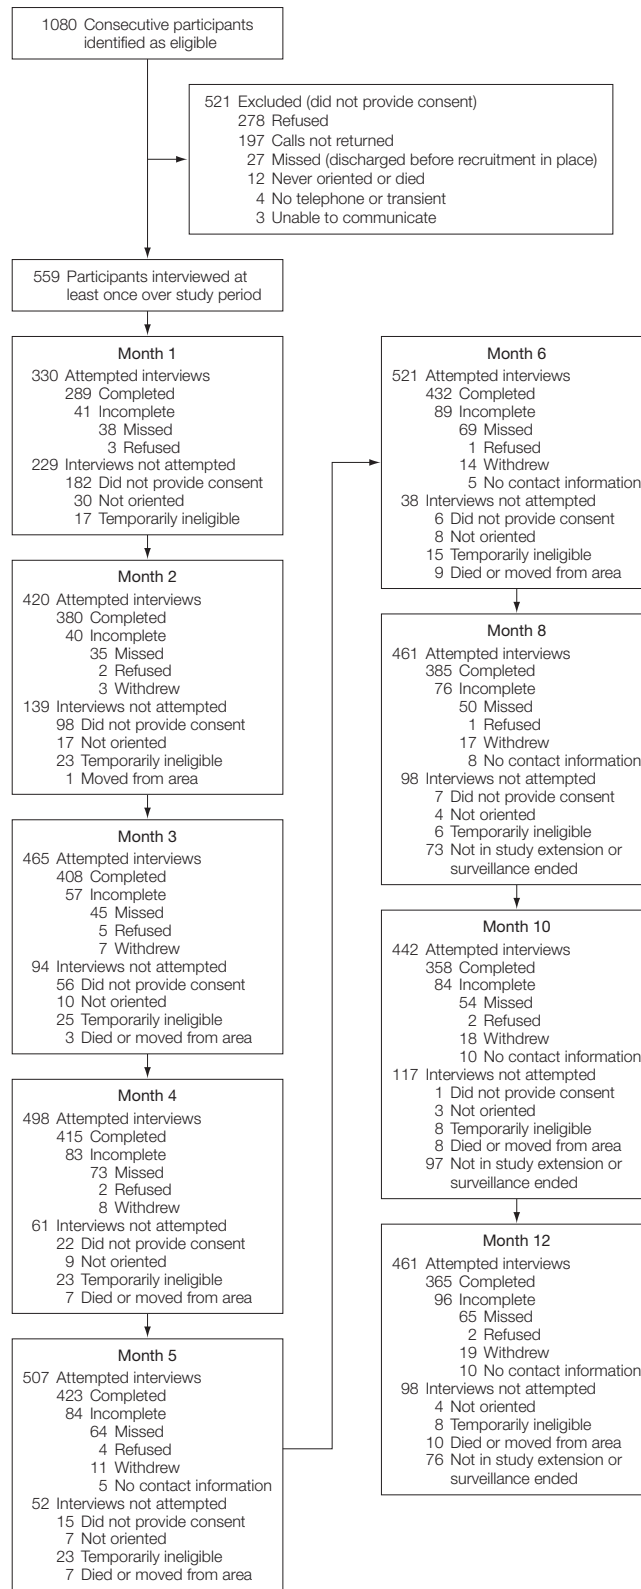 1080 Consecutive participants
identified as eligible
521 Excluded (did not provide consent)
278 Refused
197 Calls not returned
27 Missed (discharged before recruitment in place)
12 Never oriented or died
4 No telephone or transient
3 Unable to communicate
559 Participants interviewed at
least once over study period
Month 1
330 Attempted interviews
289 Completed
41 Incomplete
38 Missed
3 Refused
229 Interviews not attempted
182 Did not provide consent
30 Not oriented
17 Temporarily ineligible
Month 2
420 Attempted interviews
380 Completed
40 Incomplete
35 Missed
2 Refused
3 Withdrew
139 Interviews not attempted
98 Did not provide consent
17 Not oriented
23 Temporarily ineligible
1 Moved from area
Month 3
465 Attempted interviews
408 Completed
57 Incomplete
45 Missed
5 Refused
7 Withdrew
94 Interviews not attempted
56 Did not provide consent
10 Not oriented
25 Temporarily ineligible
3 Died or moved from area
Month 4
498 Attempted interviews
415 Completed
83 Incomplete
73 Missed
2 Refused
8 Withdrew
61 Interviews not attempted
22 Did not provide consent
9 Not oriented
23 Temporarily ineligible
7 Died or moved from area
Month 5
507 Attempted interviews
423 Completed
84 Incomplete
64 Missed
4 Refused
11 Withdrew
5 No contact information
52 Interviews not attempted
15 Did not provide consent
7 Not oriented
23 Temporarily ineligible
7 Died or moved from area
Month 6
521 Attempted interviews
432 Completed
89 Incomplete
69 Missed
1 Refused
14 Withdrew
5 No contact information
38 Interviews not attempted
6 Did not provide consent
8 Not oriented
15 Temporarily ineligible
9 Died or moved from area
Month 8
461 Attempted interviews
385 Completed
76 Incomplete
50 Missed
1 Refused
17 Withdrew
8 No contact information
98 Interviews not attempted
7 Did not provide consent
4 Not oriented
6 Temporarily ineligible
73 Not in study extension or
surveillance ended
Month 10
442 Attempted interviews
358 Completed
84 Incomplete
54 Missed
2 Refused
18 Withdrew
10 No contact information
117 Interviews not attempted
1 Did not provide consent
3 Not oriented
8 Temporarily ineligible
8 Died or moved from area
97 Not in study extension or
surveillance ended
Month 12
461 Attempted interviews
365 Completed
96 Incomplete
65 Missed
2 Refused
19 Withdrew
10 No contact information
98 Interviews not attempted
4 Not oriented
8 Temporarily ineligible
10 Died or moved from area
76 Not in study extension or
surveillance ended